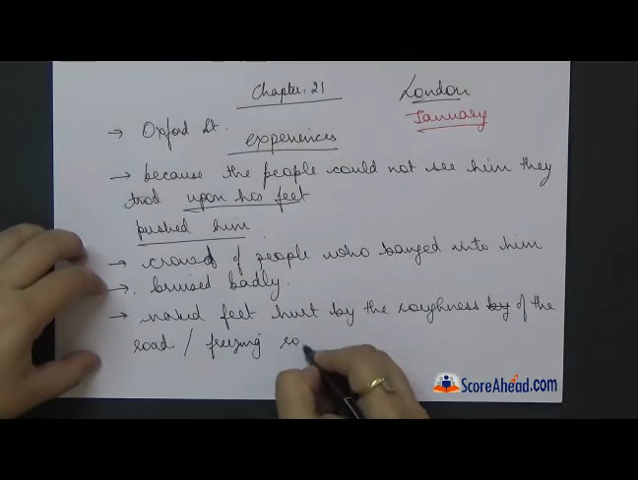 Chapter. 21
London
January
→ Oxford St.
experiences
→ because the people could not see him they
trod upon his feet
pushed him
→ crowd of people who banged into him
→ bruised badly.
→ naked feet hurt by the roughness by of the
road / freezing co
ScoreAhead.com